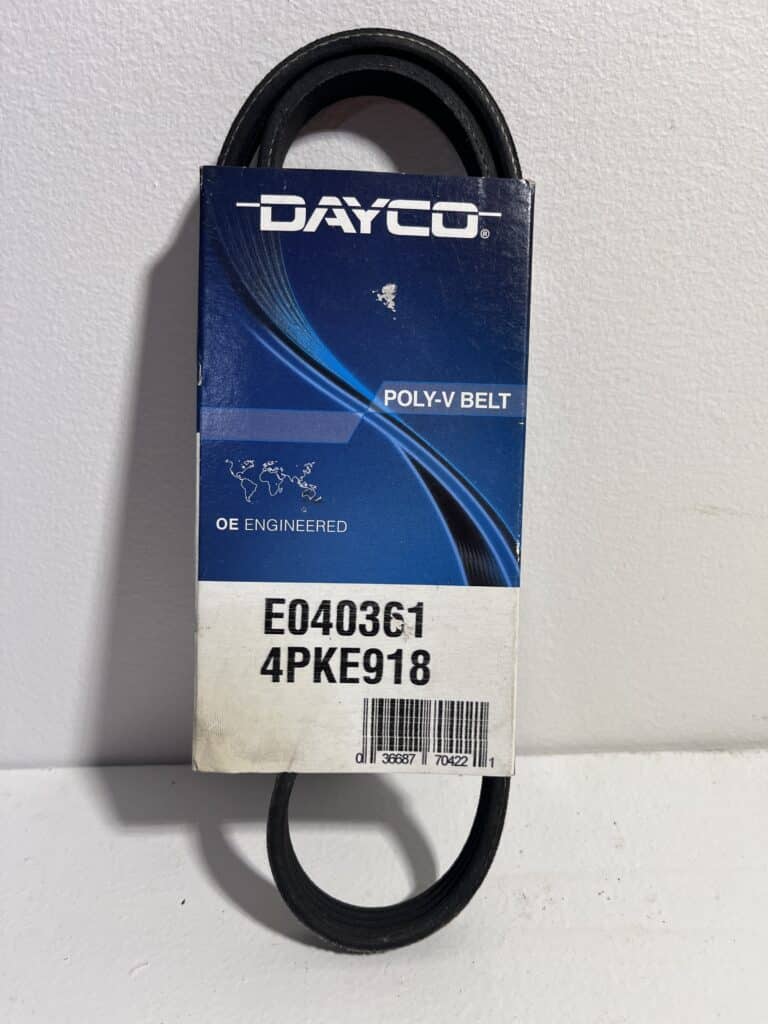 DAYCO®
POLY-V BELT
OE ENGINEERED
E040361
4PKE918
0 36687 70422 1